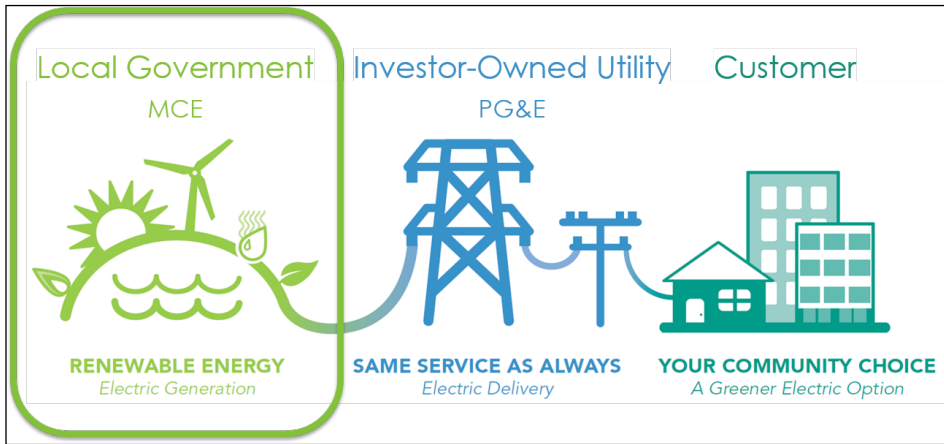 Local Government
MCE
RENEWABLE ENERGY
Electric Generation
Investor-Owned Utility
PG&E
SAME SERVICE AS ALWAYS
Electric Delivery
Customer
YOUR COMMUNITY CHOICE
A Greener Electric Option